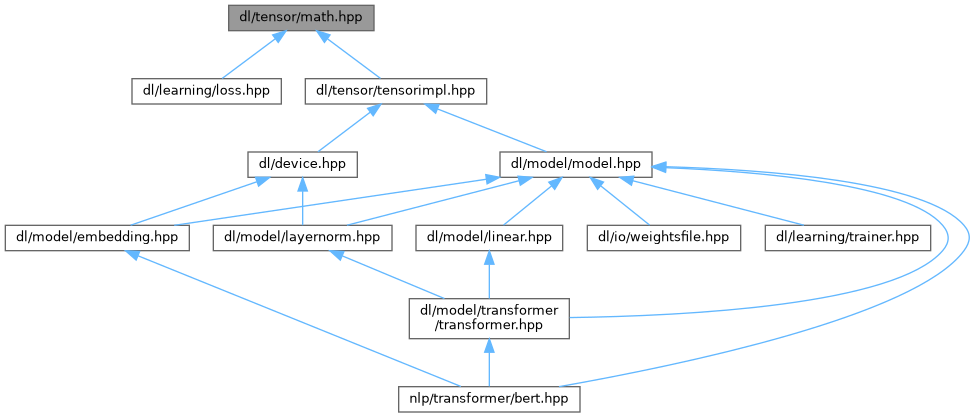 dl/tensor/math.hpp
dl/learning/loss.hpp
dl/tensor/tensorimpl.hpp
dl/device.hpp
dl/model/model.hpp
dl/model/embedding.hpp
dl/model/layernorm.hpp
dl/model/linear.hpp
dl/io/weightsfile.hpp
dl/learning/trainer.hpp
dl/model/transformer
/transformer.hpp
nlp/transformer/bert.hpp